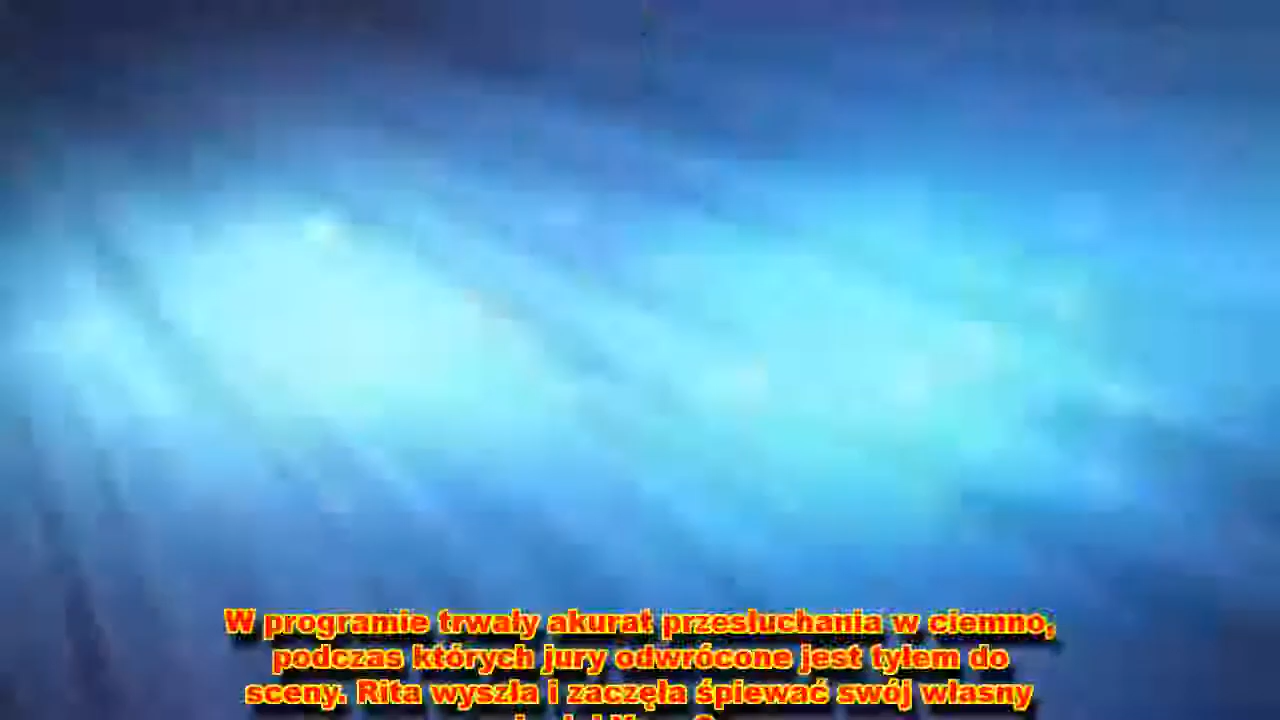 W programie trwały akurat przesłuchania w ciemno,
podczas których jury odwrócone jest tyłem do
sceny. Rita wyszła i zaczęła śpiewać swój własny